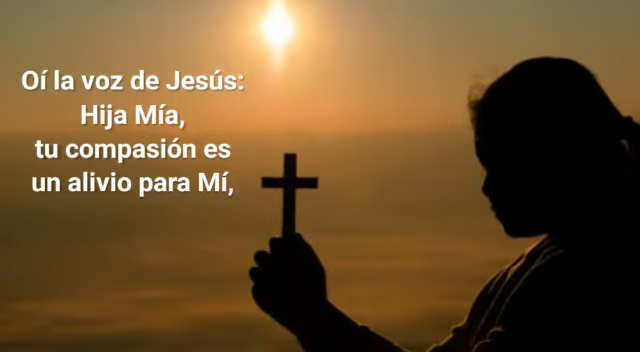 Oí la voz de Jesús:
Hija Mía,
tu compasión es
un alivio para Mí,